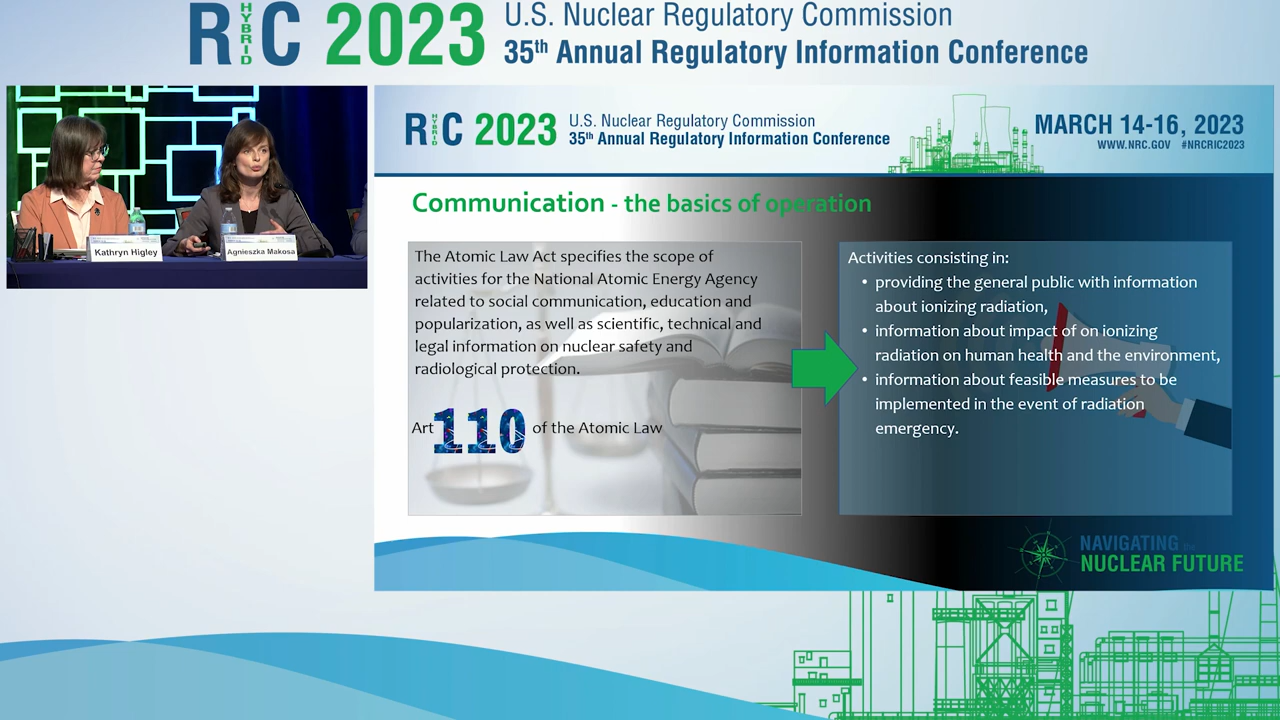 RIC HYBRID 2023
U.S. Nuclear Regulatory Commission
35th Annual Regulatory Information Conference
Kathryn Higley
Agnieszka Makosa
RIC HYBRID 2023
U.S. Nuclear Regulatory Commission
35th Annual Regulatory Information Conference
MARCH 14-16, 2023
WWW.NRC.GOV #NRCRIC2023
Communication - the basics of operation
The Atomic Law Act specifies the scope of
activities for the National Atomic Energy Agency
related to social communication, education and
popularization, as well as scientific, technical and
legal information on nuclear safety and
radiological protection.
Art 110 of the Atomic Law
Activities consisting in:
• providing the general public with information
about ionizing radiation,
• information about impact of on ionizing
radiation on human health and the environment,
• information about feasible measures to be
implemented in the event of radiation
emergency.
NAVIGATING the
NUCLEAR FUTURE